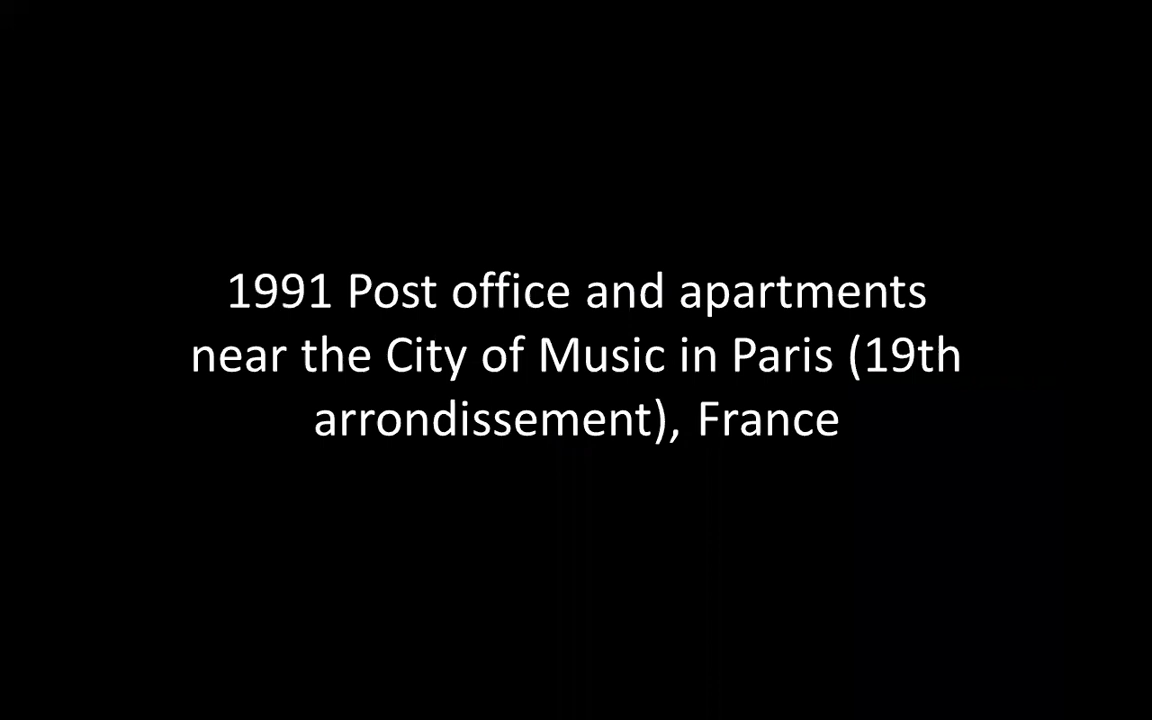 1991 Post office and apartments
near the City of Music in Paris (19th
arrondissement), France